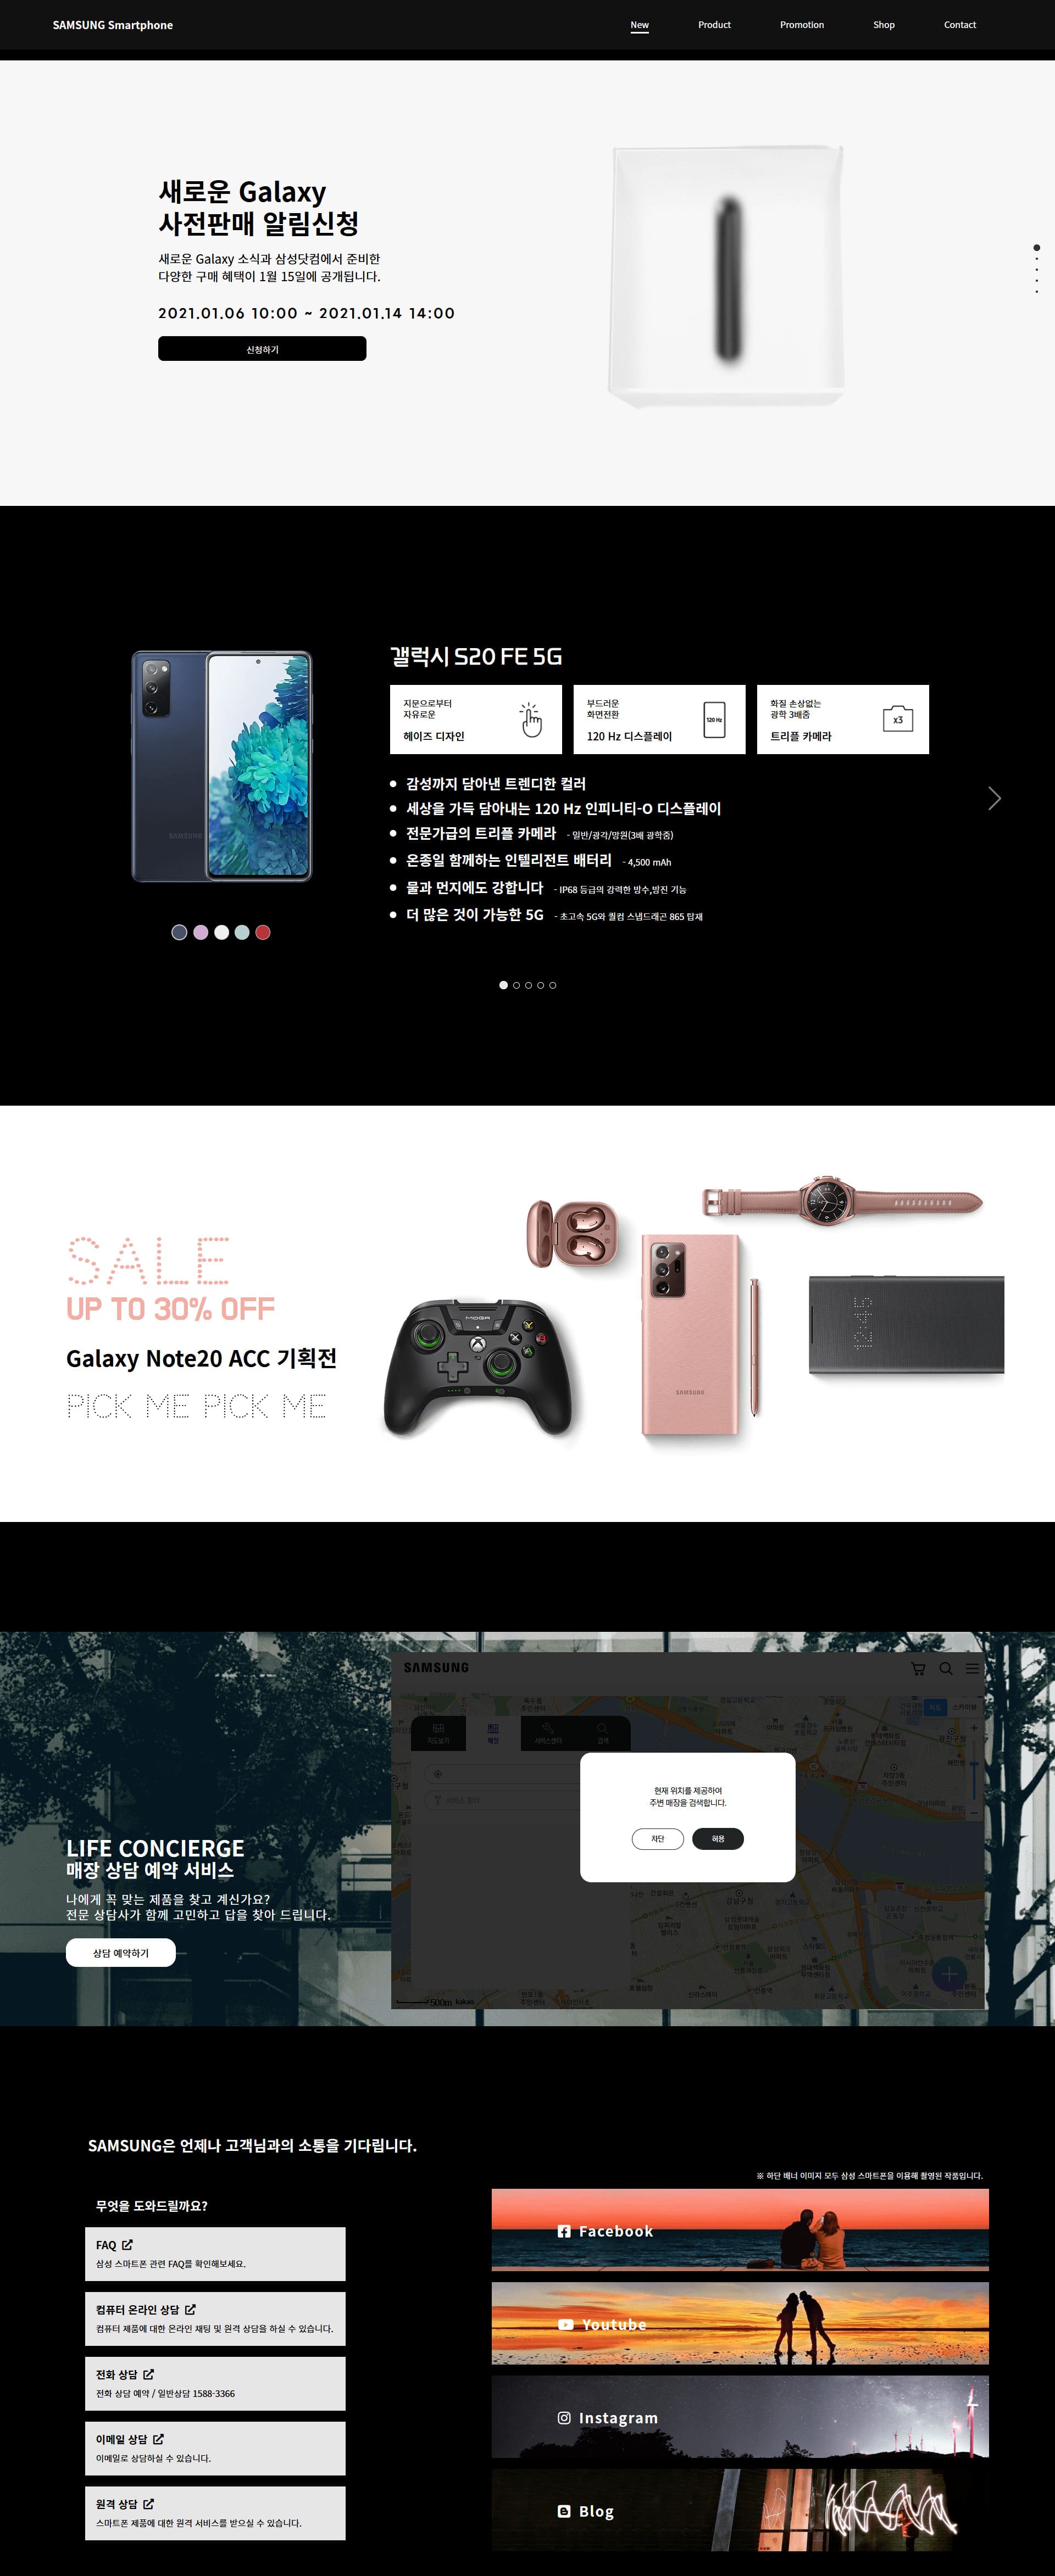 SAMSUNG Smartphone
New
Product
Promotion
Shop
Contact
새로운 Galaxy
사전판매 알림신청
새로운 Galaxy 소식과 삼성닷컴에서 준비한
다양한 구매 혜택이 1월 15일에 공개됩니다.
2021.01.06 10:00 ~ 2021.01.14 14:00
신청하기
갤럭시 S20 FE 5G
지문으로부터
자유로운
헤이즈 디자인
부드러운
화면전환
120 Hz 디스플레이
120 Hz
화질 손상없는
광학 3배줌
트리플 카메라
x3
SAMSUNG
감성까지 담아낸 트렌디한 컬러
세상을 가득 담아내는 120 Hz 인피니티-O 디스플레이
전문가급의 트리플 카메라 - 일반/광각/망원(3배 광학줌)
온종일 함께하는 인텔리전트 배터리 - 4,500 mAh
물과 먼지에도 강합니다 - IP68 등급의 강력한 방수,방진 기능
더 많은 것이 가능한 5G - 초고속 5G와 퀄컴 스냅드래곤 865 탑재
SALE
UP TO 30% OFF
Galaxy Note20 ACC 기획전
PICK ME PICK ME
MOGA
SAMSUNG
SAMSUNG
지도
스카이뷰
지도보기
매장
서비스센터
검색
현재 위치를 제공하여
주변 매장을 검색합니다.
차단
허용
강남구청
500m
kakao
LIFE CONCIERGE
매장 상담 예약 서비스
나에게 꼭 맞는 제품을 찾고 계신가요?
전문 상담사가 함께 고민하고 답을 찾아 드립니다.
상담 예약하기
SAMSUNG은 언제나 고객님과의 소통을 기다립니다.
※ 하단 배너 이미지 모두 삼성 스마트폰을 이용해 촬영된 작품입니다.
무엇을 도와드릴까요?
FAQ
삼성 스마트폰 관련 FAQ를 확인해보세요.
컴퓨터 온라인 상담
컴퓨터 제품에 대한 온라인 채팅 및 원격 상담을 하실 수 있습니다.
전화 상담
전화 상담 예약 / 일반상담 1588-3366
이메일 상담
이메일로 상담하실 수 있습니다.
원격 상담
스마트폰 제품에 대한 원격 서비스를 받으실 수 있습니다.
Facebook
Youtube
Instagram
Blog